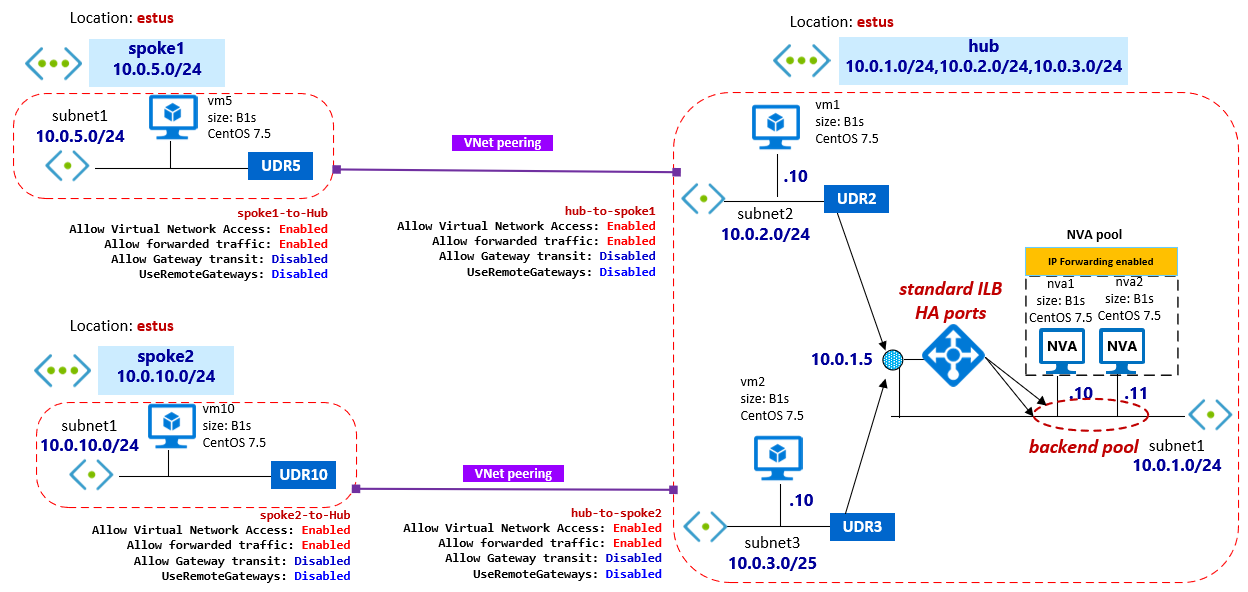 Location: estus
spoke1
10.0.5.0/24
subnet1
10.0.5.0/24
vm5
size: B1s
CentOS 7.5
UDR5
spoke1-to-Hub
Allow Virtual Network Access: Enabled
Allow forwarded traffic: Enabled
Allow Gateway transit: Disabled
UseRemoteGateways: Disabled
VNet peering
hub-to-spoke1
Allow Virtual Network Access: Enabled
Allow forwarded traffic: Enabled
Allow Gateway transit: Disabled
UseRemoteGateways: Disabled
Location: estus
spoke2
10.0.10.0/24
subnet1
10.0.10.0/24
vm10
size: B1s
CentOS 7.5
UDR10
spoke2-to-Hub
Allow Virtual Network Access: Enabled
Allow forwarded traffic: Enabled
Allow Gateway transit: Disabled
UseRemoteGateways: Disabled
VNet peering
hub-to-spoke2
Allow Virtual Network Access: Enabled
Allow forwarded traffic: Enabled
Allow Gateway transit: Disabled
UseRemoteGateways: Disabled
Location: estus
hub
10.0.1.0/24,10.0.2.0/24,10.0.3.0/24
vm1
size: B1s
CentOS 7.5
.10
UDR2
subnet2
10.0.2.0/24
NVA pool
IP Forwarding enabled
nva1
size: B1s
CentOS 7.5
nva2
size: B1s
CentOS 7.5
NVA
NVA
standard ILB
HA ports
10.0.1.5
.10
.11
backend pool
subnet1
10.0.1.0/24
vm2
size: B1s
CentOS 7.5
.10
UDR3
subnet3
10.0.3.0/25